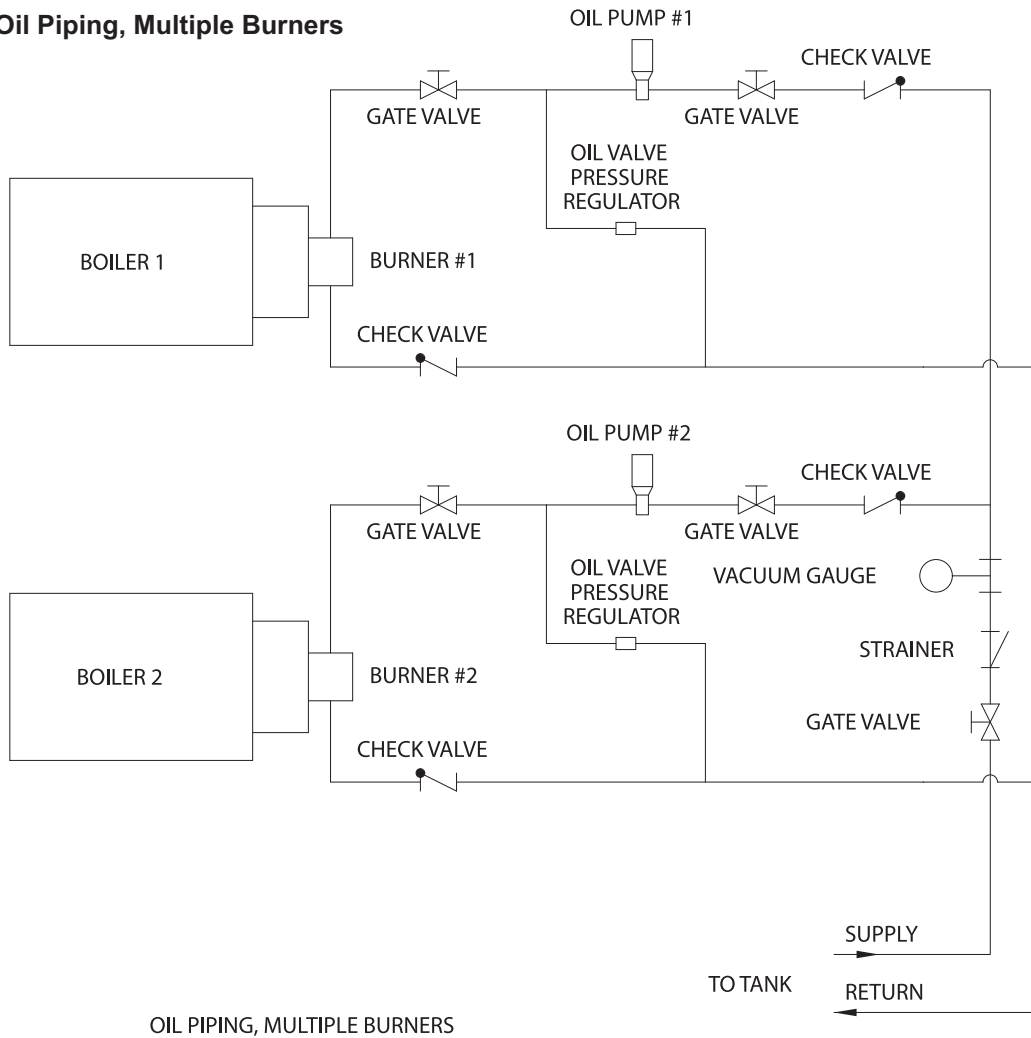 Oil Piping, Multiple Burners
OIL PUMP #1
CHECK VALVE
GATE VALVE
GATE VALVE
OIL VALVE
PRESSURE
REGULATOR
BOILER 1
BURNER #1
CHECK VALVE
OIL PUMP #2
CHECK VALVE
GATE VALVE
GATE VALVE
OIL VALVE
PRESSURE
REGULATOR
VACUUM GAUGE
STRAINER
BOILER 2
BURNER #2
GATE VALVE
CHECK VALVE
SUPPLY
TO TANK
RETURN
OIL PIPING, MULTIPLE BURNERS